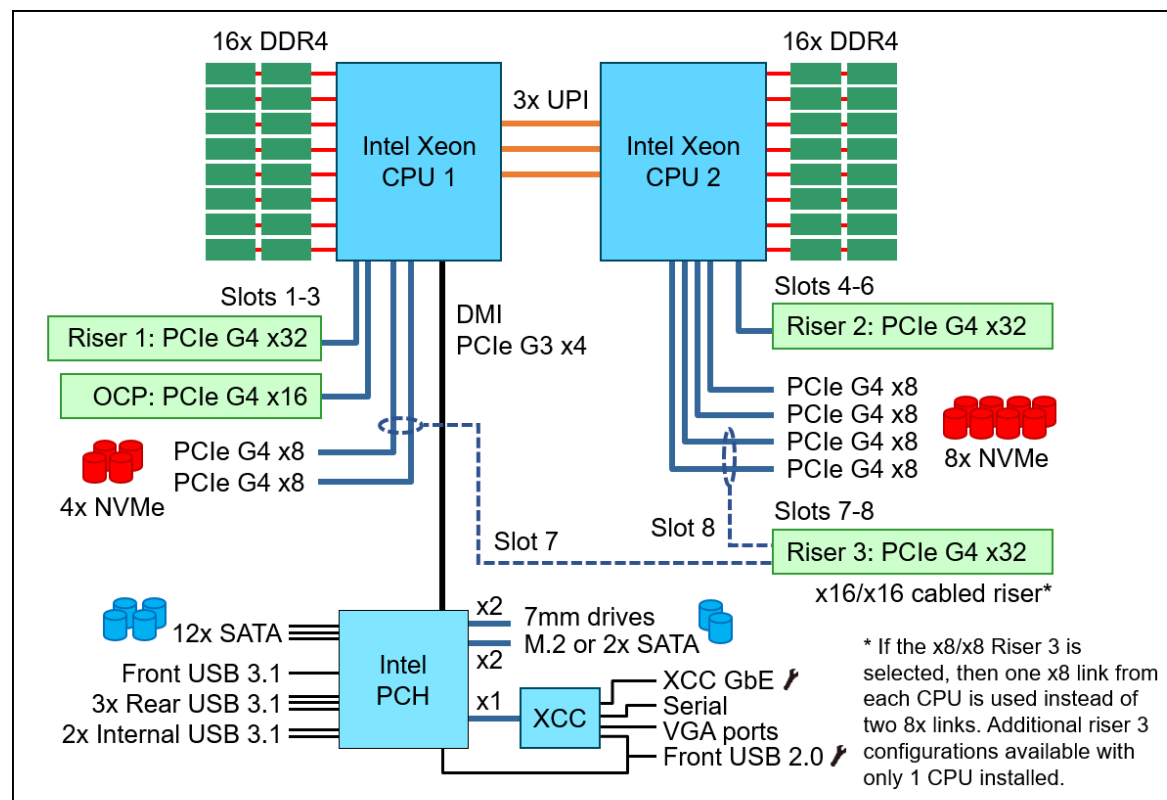 16x DDR4
16x DDR4
3x UPI
Intel Xeon
CPU 1
Intel Xeon
CPU 2
Slots 1-3
Riser 1: PCIe G4 x32
OCP: PCIe G4 x16
PCIe G4 x8
PCIe G4 x8
4x NVMe
DMI
PCIe G3 x4
Slots 4-6
Riser 2: PCIe G4 x32
PCIe G4 x8
PCIe G4 x8
PCIe G4 x8
PCIe G4 x8
8x NVMe
Slot 7
Slot 8
Slots 7-8
Riser 3: PCIe G4 x32
x16/x16 cabled riser*
12x SATA
Front USB 3.1
3x Rear USB 3.1
2x Internal USB 3.1
Intel
PCH
x2
7mm drives
M.2 or 2x SATA
x2
x1
XCC
XCC GbE
Serial
VGA ports
Front USB 2.0
* If the x8/x8 Riser 3 is
selected, then one x8 link from
each CPU is used instead of
two 8x links. Additional riser 3
configurations available with
only 1 CPU installed.